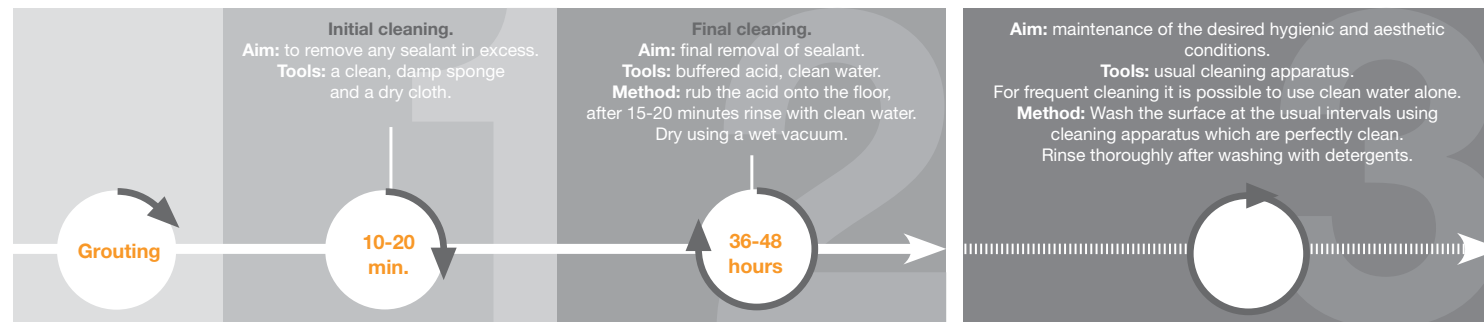 Grouting
1
Initial cleaning.
Aim: to remove any sealant in excess.
Tools: a clean, damp sponge
and a dry cloth.
10-20
min.
2
Final cleaning.
Aim: final removal of sealant.
Tools: buffered acid, clean water.
Method: rub the acid onto the floor,
after 15-20 minutes rinse with clean water.
Dry using a wet vacuum.
36-48
hours
3
Aim: maintenance of the desired hygienic and aesthetic
conditions.
Tools: usual cleaning apparatus.
For frequent cleaning it is possible to use clean water alone.
Method: Wash the surface at the usual intervals using
cleaning apparatus which are perfectly clean.
Rinse thoroughly after washing with detergents.